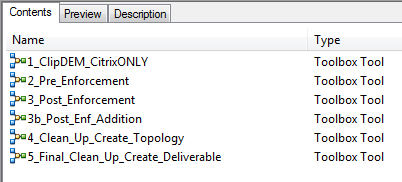 Contents Preview Description
Name Type
1_ClipDEM_CitrixONLY Toolbox Tool
2_Pre_Enforcement Toolbox Tool
3_Post_Enforcement Toolbox Tool
3b_Post_Enf_Addition Toolbox Tool
4_Clean_Up_Create_Topology Toolbox Tool
5_Final_Clean_Up_Create_Deliverable Toolbox Tool